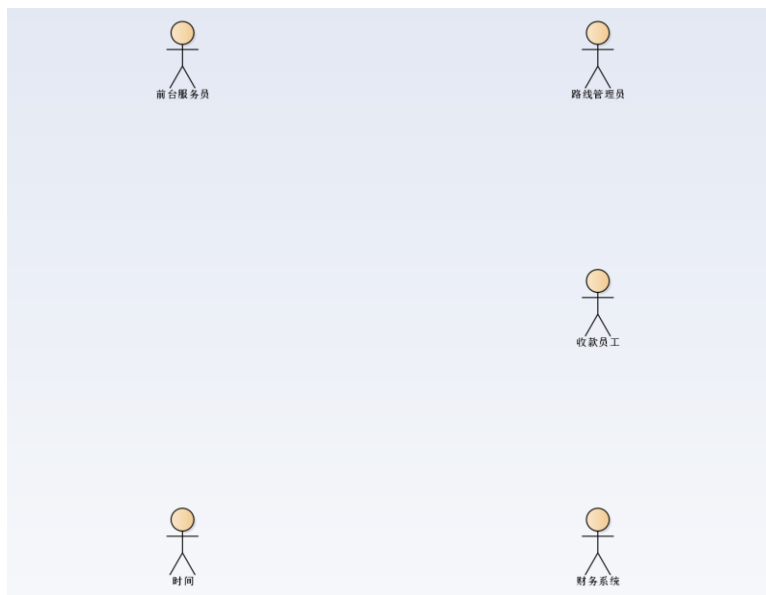 前台服务员
路线管理员
收款员工
时间
财务系统